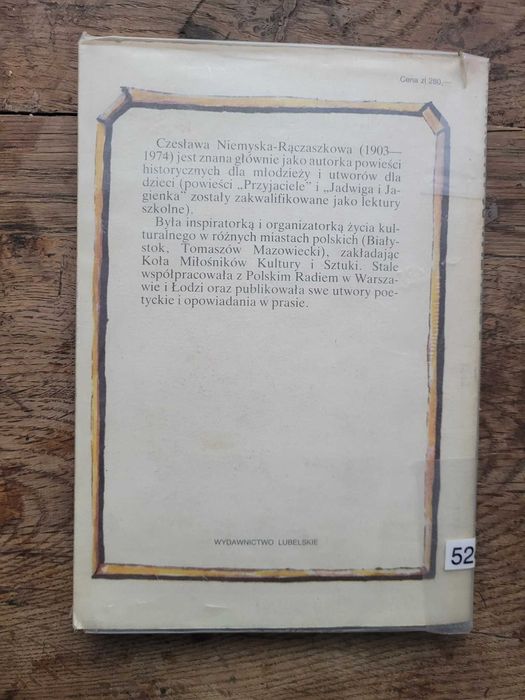 Cena zł 280,—
Czesława Niemyska-Rączaszkowa (1903—
1974) jest znana głównie jako autorka powieści
historycznych dla młodzieży i utworów dla
dzieci (powieści „Przyjaciele” i „Jadwiga i Ja-
gienka” zostały zakwalifikowane jako lektury
szkolne).
Była inspiratorką i organizatorką życia kul-
turalnego w różnych miastach polskich (Biały-
stok, Tomaszów Mazowiecki), zakładając
Koła Miłośników Kultury i Sztuki. Stale
współpracowała z Polskim Radiem w Warsza-
wie i Łodzi oraz publikowała swe utwory poe-
tyckie i opowiadania w prasie.
WYDAWNICTWO LUBELSKIE
52